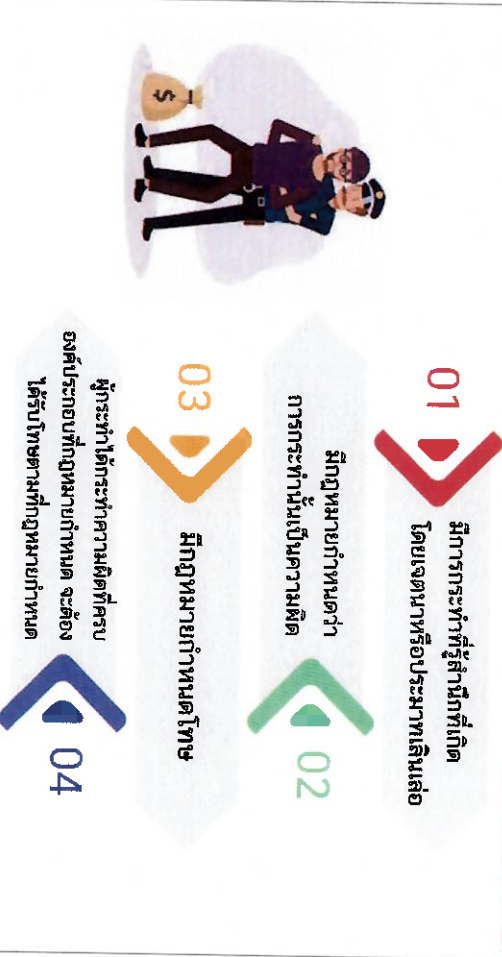 01
มีการกระทำที่รู้สำนึกที่เกิด
โดยเจตนาหรือประมาทเลินเล่อ
มีกฎหมายกำหนดว่า
การกระทำนั้นเป็นความผิด
02
03
มีกฎหมายกำหนดโทษ
ผู้กระทำได้กระทำความผิดที่ครบ
องค์ประกอบที่กฎหมายกำหนด จะต้อง
ได้รับโทษตามที่กฎหมายกำหนด
04
$